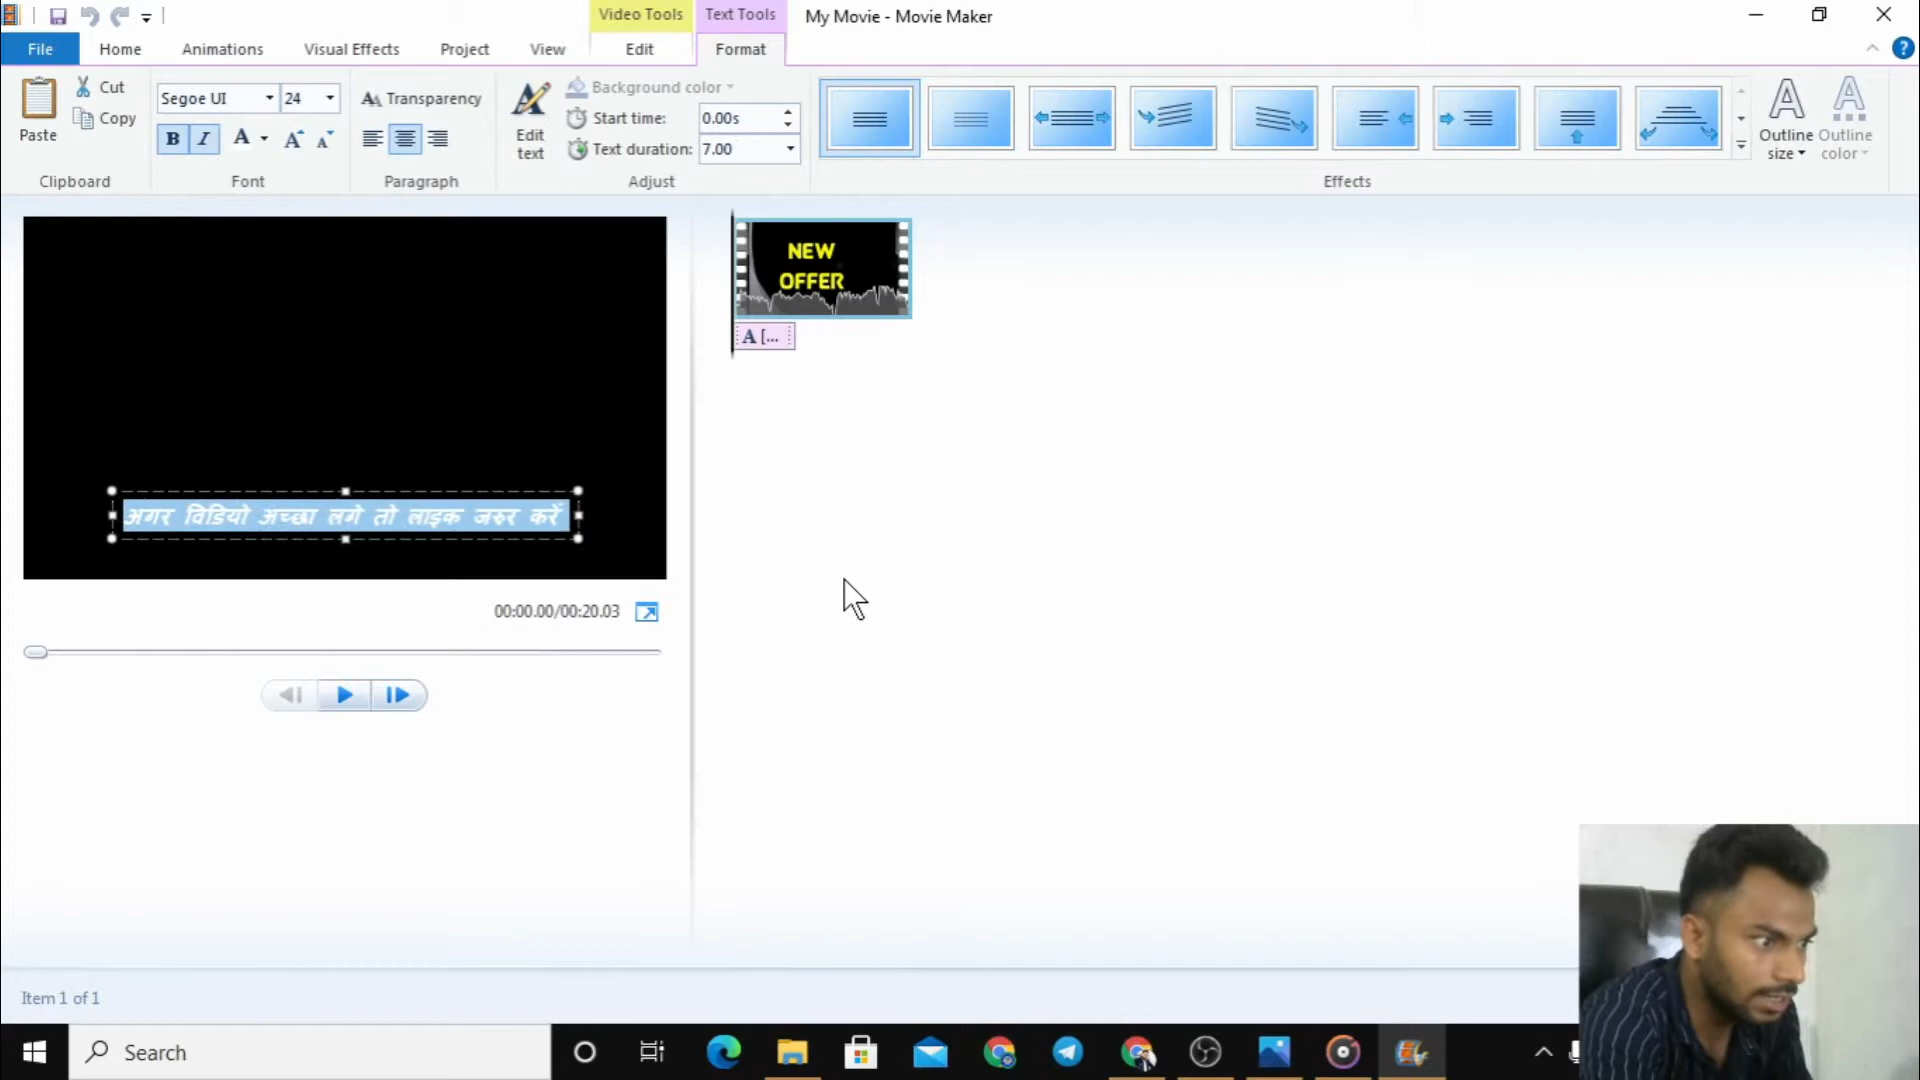 Video Tools
Text Tools
My Movie - Movie Maker
File
Home
Animations
Visual Effects
Project
View
Edit
Format
Paste
Cut
Copy
Clipboard
Segoe UI
24
B I A A A
Font
Transparency
Paragraph
Edit text
Background color
Start time: 0.00s
Text duration: 7.00
Adjust
Effects
Outline size
Outline color
NEW
OFFER
A [...
अगर विडियो अच्छा लगे तो लाइक जरुर करें
00:00.00/00:20.03
Item 1 of 1
Search